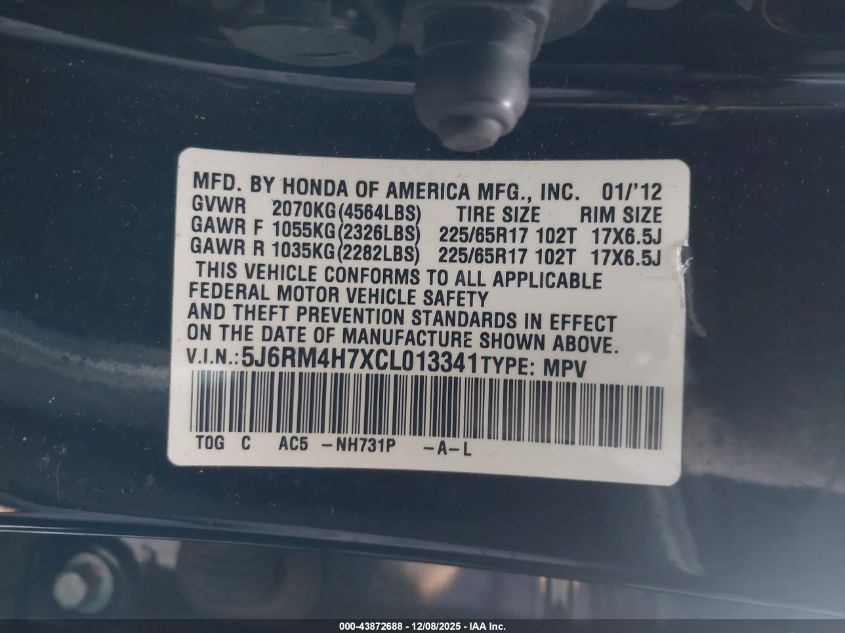 MFD. BY HONDA OF AMERICA MFG., INC. 01/'12
GVWR 2070KG(4564LBS) TIRE SIZE RIM SIZE
GAWR F 1055KG(2326LBS) 225/65R17 102T 17X6.5J
GAWR R 1035KG(2282LBS) 225/65R17 102T 17X6.5J
THIS VEHICLE CONFORMS TO ALL APPLICABLE
FEDERAL MOTOR VEHICLE SAFETY
AND THEFT PREVENTION STANDARDS IN EFFECT
ON THE DATE OF MANUFACTURE SHOWN ABOVE.
V.I.N.:5J6RM4H7XCL013341TYPE: MPV
T0G C AC5 -NH731P -A-L
000-43872688 - 12/08/2025 - IAA Inc.